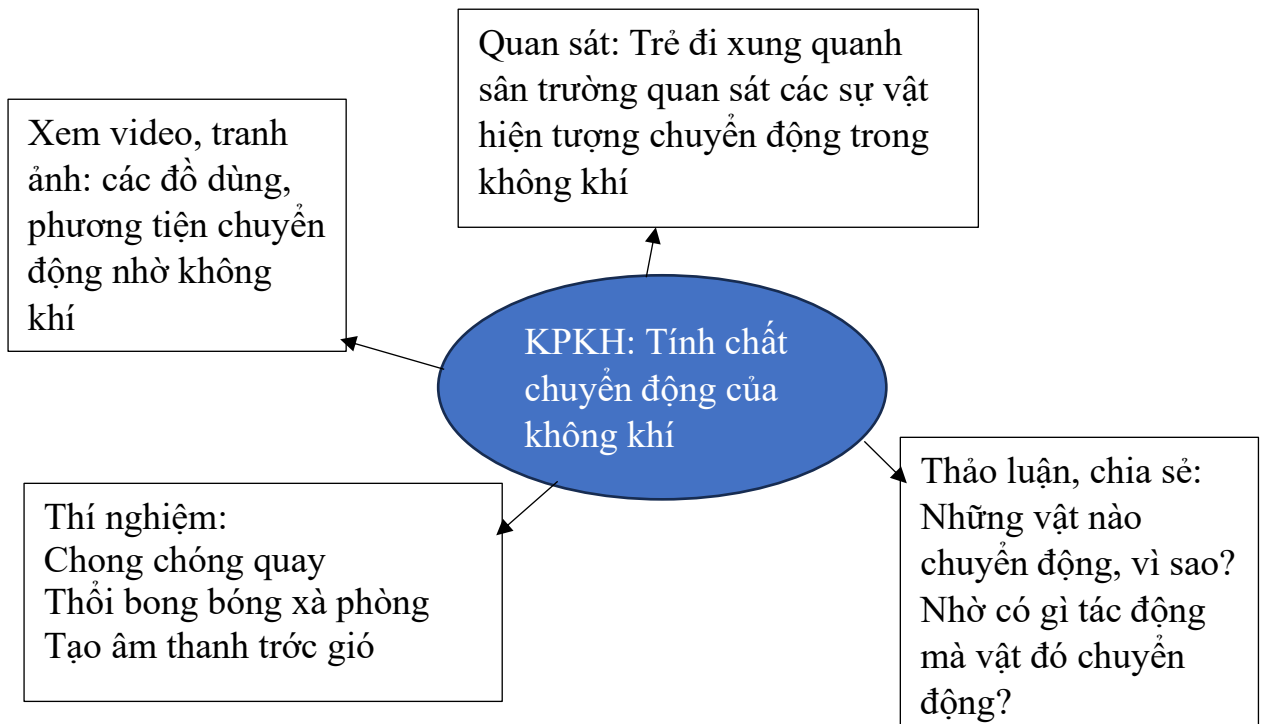 Quan sát: Trẻ đi xung quanh
sân trường quan sát các sự vật
hiện tượng chuyển động trong
không khí
Xem video, tranh
ảnh: các đồ dùng,
phương tiện chuyển
động nhờ không
khí
KPKH: Tính chất
chuyển động của
không khí
Thảo luận, chia sẻ:
Những vật nào
chuyển động, vì sao?
Nhờ có gì tác động
mà vật đó chuyển
động?
Thí nghiệm:
Chong chóng quay
Thổi bong bóng xà phòng
Tạo âm thanh trớc gió